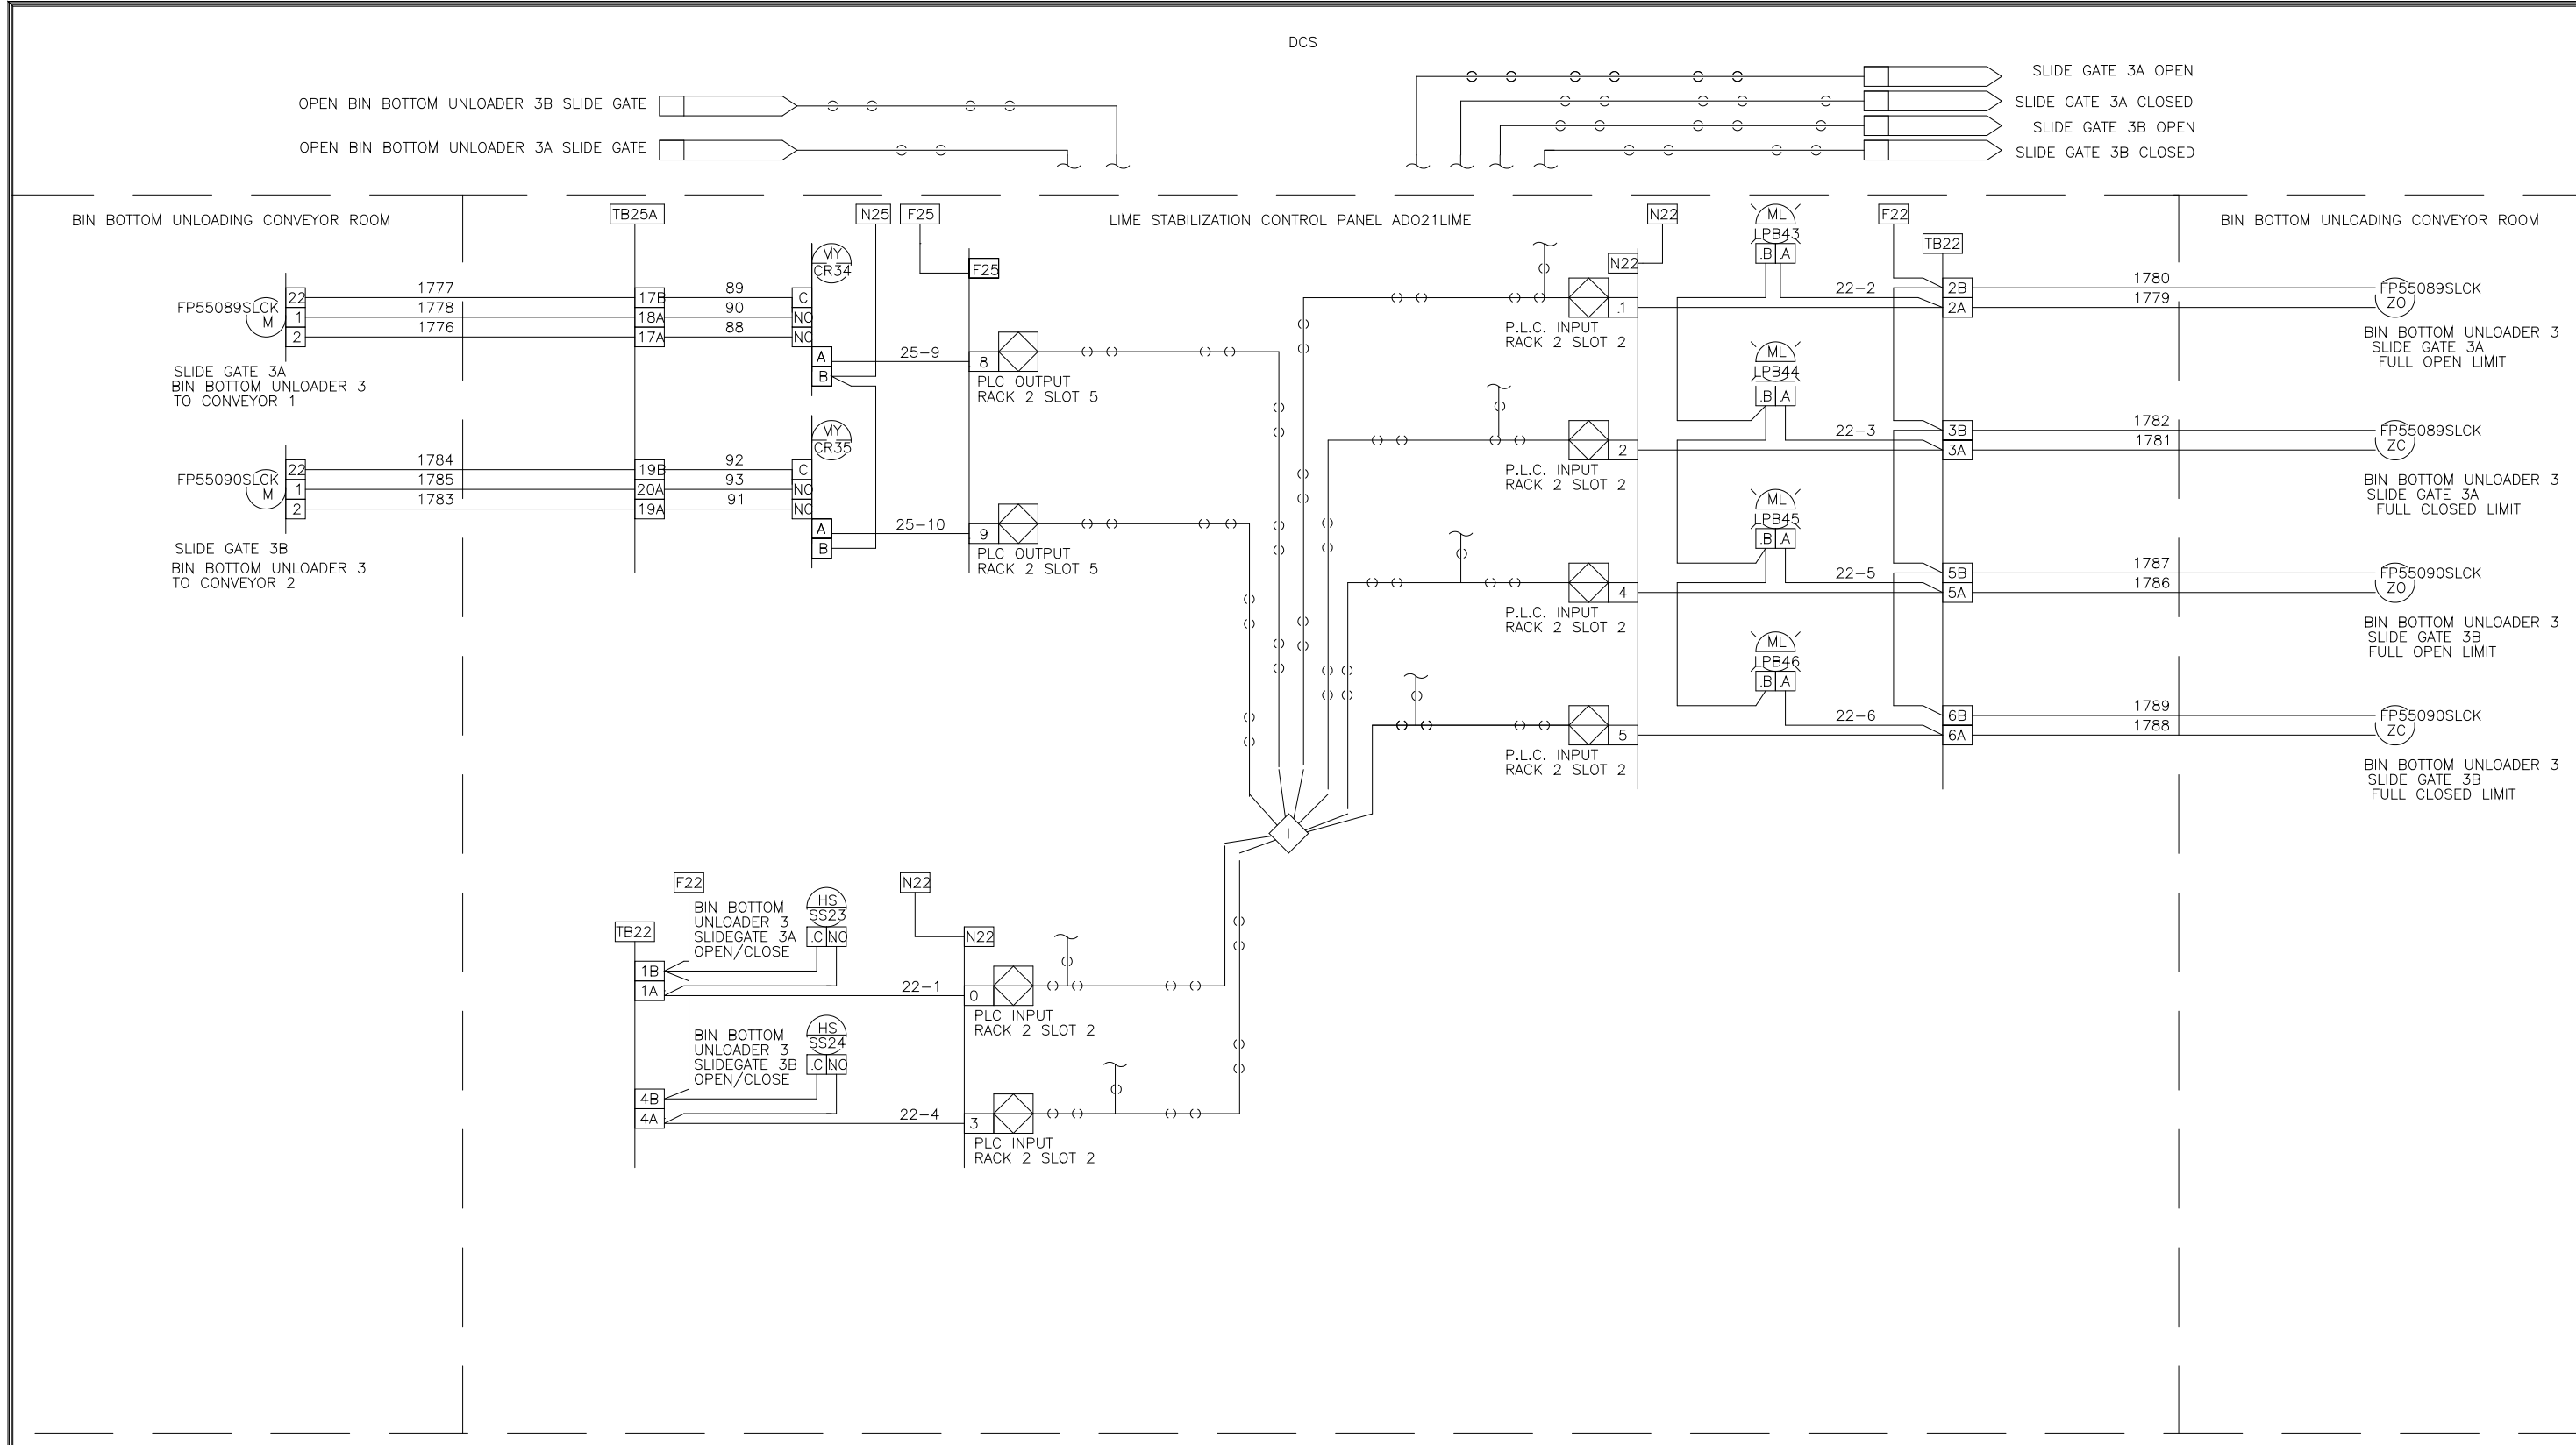 DCS
OPEN BIN BOTTOM UNLOADER 3B SLIDE GATE
OPEN BIN BOTTOM UNLOADER 3A SLIDE GATE
SLIDE GATE 3A OPEN
SLIDE GATE 3A CLOSED
SLIDE GATE 3B OPEN
SLIDE GATE 3B CLOSED
BIN BOTTOM UNLOADING CONVEYOR ROOM
LIME STABILIZATION CONTROL PANEL AD021LIME
BIN BOTTOM UNLOADING CONVEYOR ROOM
FP55089SLCK
M
22
1
2
1777
1778
1776
SLIDE GATE 3A
BIN BOTTOM UNLOADER 3
TO CONVEYOR 1
FP55090SLCK
M
22
1
2
1784
1785
1783
SLIDE GATE 3B
BIN BOTTOM UNLOADER 3
TO CONVEYOR 2
TB25A
17B
18A
17A
89
90
88
19B
20A
19A
92
93
91
MY
CR34
C
NO
NC
A
B
MY
CR35
C
NO
NC
A
B
N25
F25
F25
25-9
8
PLC OUTPUT
RACK 2 SLOT 5
25-10
9
PLC OUTPUT
RACK 2 SLOT 5
I
N22
N22
.1
P.L.C. INPUT
RACK 2 SLOT 2
2
P.L.C. INPUT
RACK 2 SLOT 2
4
P.L.C. INPUT
RACK 2 SLOT 2
5
P.L.C. INPUT
RACK 2 SLOT 2
ML
LPB43
.B A
22-2
ML
LPB44
.B A
22-3
ML
LPB45
.B A
22-5
ML
LPB46
.B A
22-6
F22
TB22
2B
2A
3B
3A
5B
5A
6B
6A
1780
1779
1782
1781
1787
1786
1789
1788
FP55089SLCK
ZO
BIN BOTTOM UNLOADER 3
SLIDE GATE 3A
FULL OPEN LIMIT
FP55089SLCK
ZC
BIN BOTTOM UNLOADER 3
SLIDE GATE 3A
FULL CLOSED LIMIT
FP55090SLCK
ZO
BIN BOTTOM UNLOADER 3
SLIDE GATE 3B
FULL OPEN LIMIT
FP55090SLCK
ZC
BIN BOTTOM UNLOADER 3
SLIDE GATE 3B
FULL CLOSED LIMIT
F22
TB22
1B
1A
BIN BOTTOM
UNLOADER 3
SLIDEGATE 3A
OPEN/CLOSE
HS
SS23
.C NO
22-1
N22
N22
0
PLC INPUT
RACK 2 SLOT 2
4B
4A
BIN BOTTOM
UNLOADER 3
SLIDEGATE 3B
OPEN/CLOSE
HS
SS24
.C NO
22-4
3
PLC INPUT
RACK 2 SLOT 2